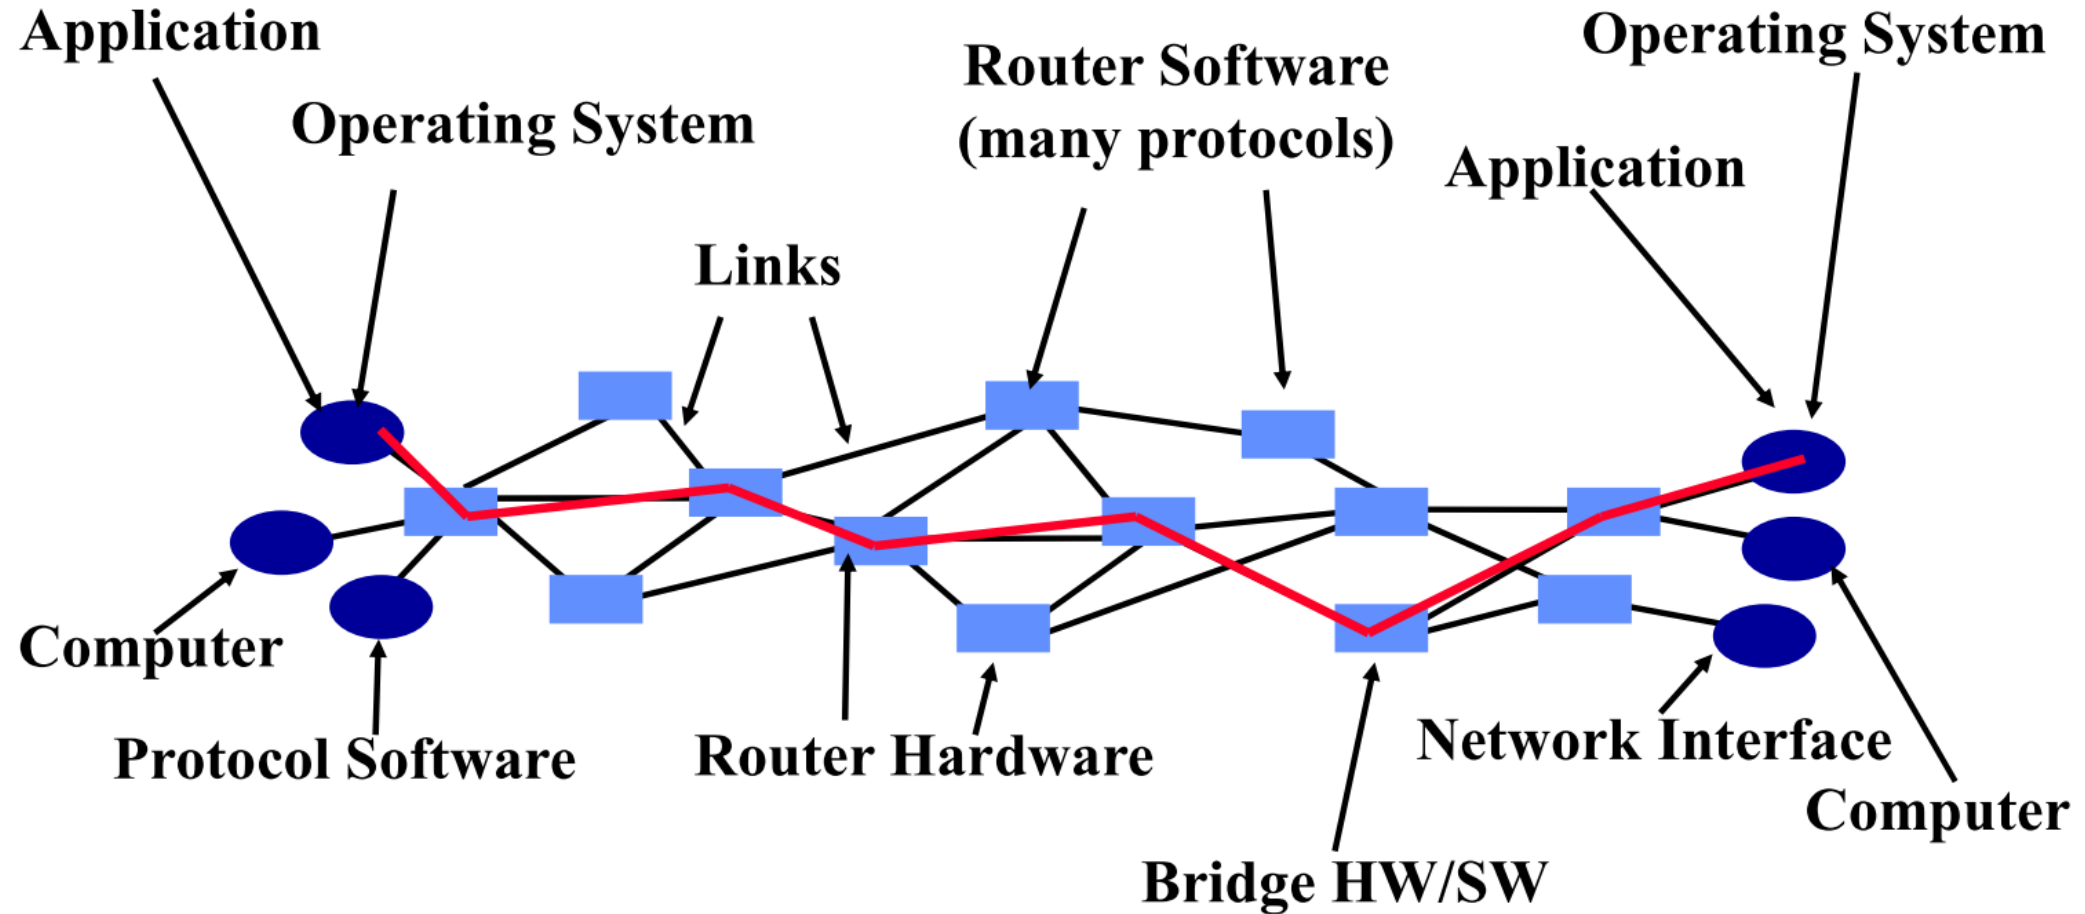 Application
Operating System
Router Software
(many protocols)
Operating System
Application
Links
Computer
Protocol Software
Router Hardware
Network Interface
Computer
Bridge HW/SW